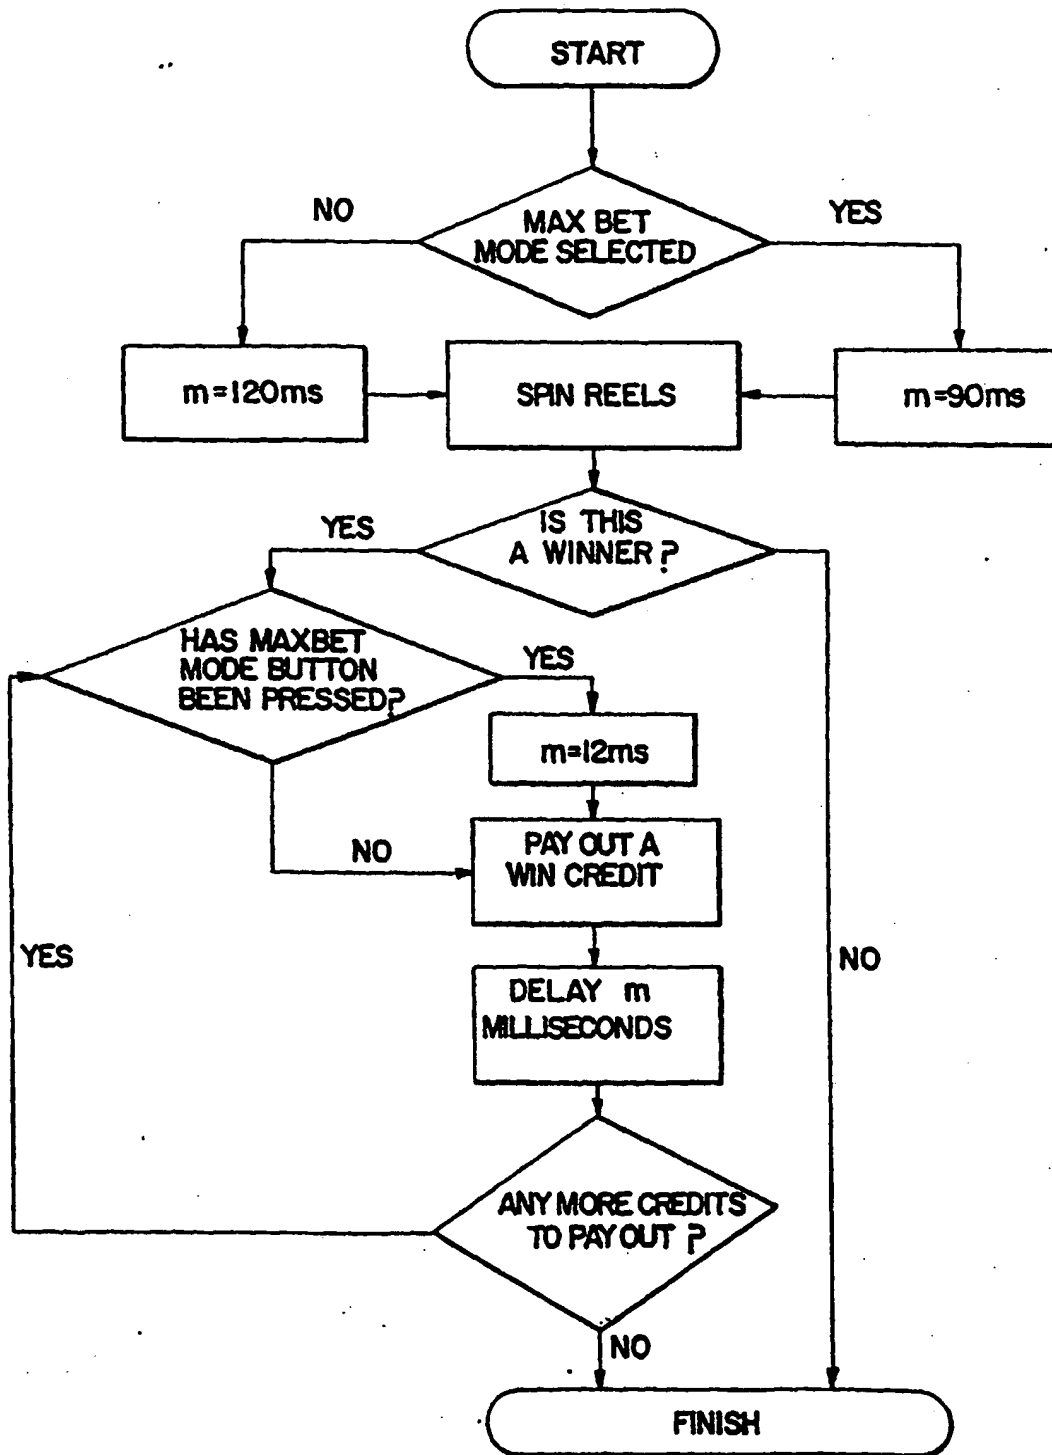 START
NO
YES
MAX BET
MODE SELECTED
m=120ms
SPIN REELS
m=90ms
YES
IS THIS
A WINNER?
HAS MAXBET
MODE BUTTON
BEEN PRESSED?
YES
m=12ms
NO
PAY OUT A
WIN CREDIT
YES
NO
DELAY m
MILLISECONDS
ANY MORE CREDITS
TO PAY OUT ?
NO
FINISH